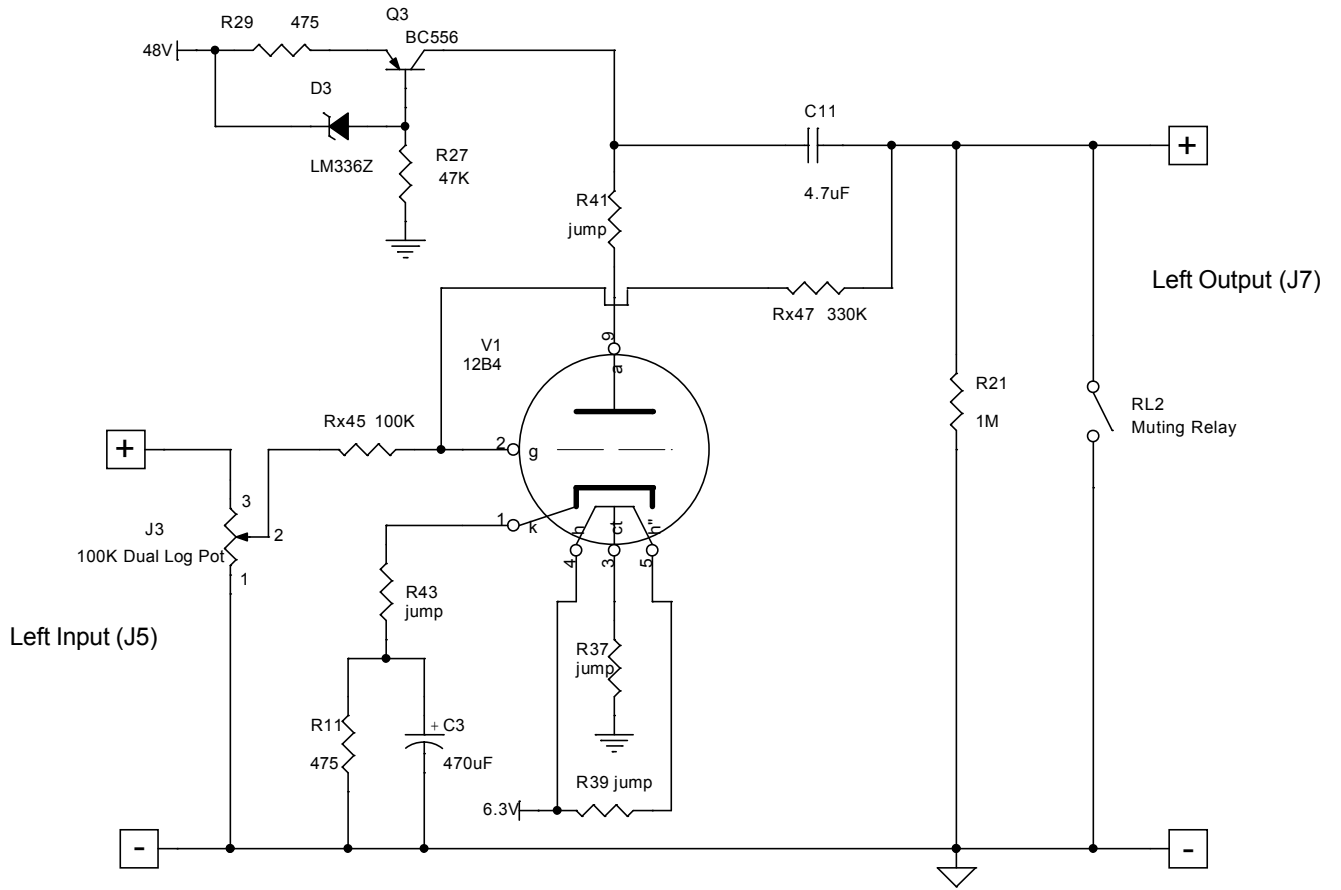 R29 475
Q3
BC556
48V
D3
LM336Z
R27
47K
C11
4.7uF
+
R41
jump
Left Output (J7)
Rx47 330K
V1
12B4
9
a
R21
1M
RL2
Muting Relay
Rx45 100K
+
2
g
3
J3
2
100K Dual Log Pot
1
1
k
h
ct
h"
4
3
5
R43
jump
Left Input (J5)
R37
jump
R11
475
+
C3
470uF
R39 jump
6.3V
-
-